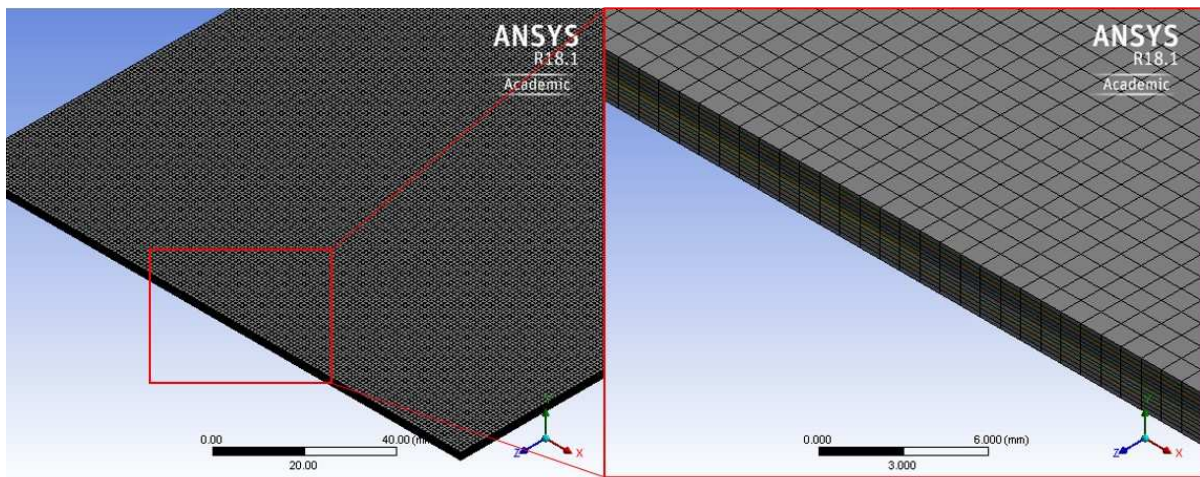 ANSYS
R18.1
Academic
0.00
40.00 (mm)
20.00
Y
Z
X
ANSYS
R18.1
Academic
0.000
6.000 (mm)
3.000
Z
X